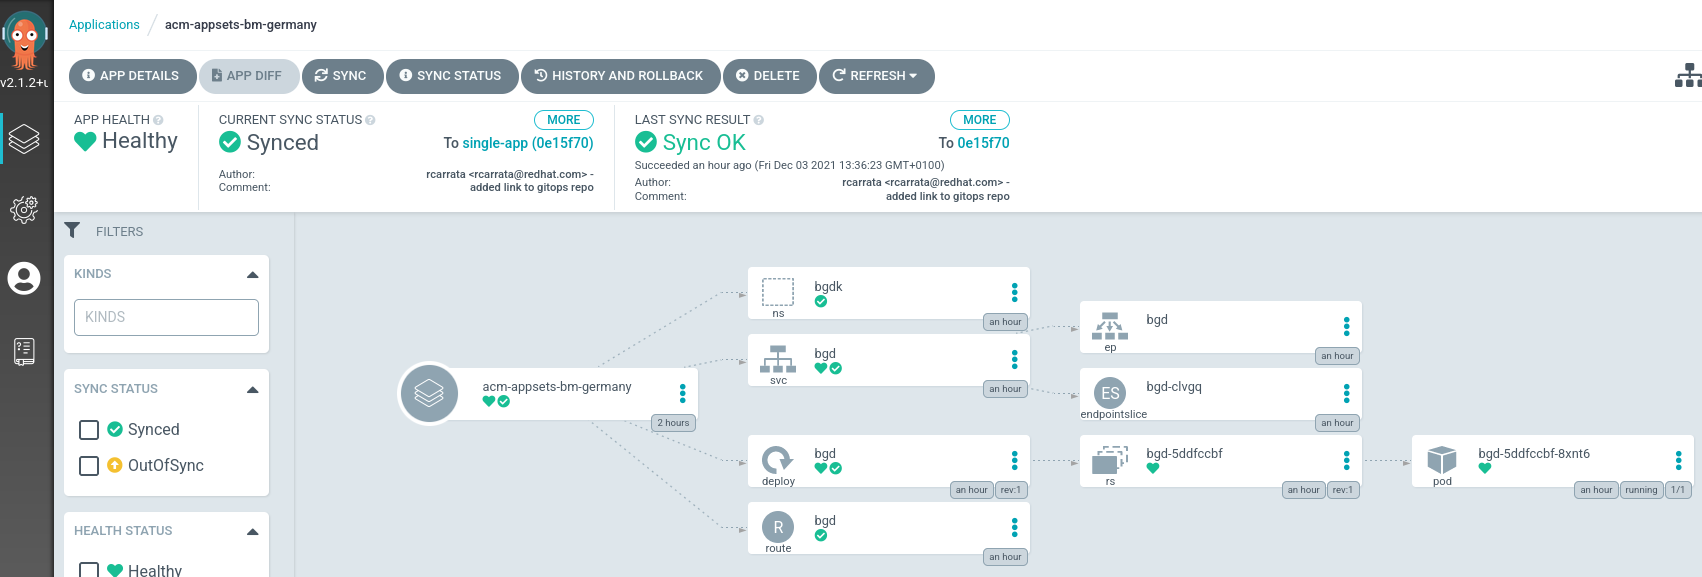 Applications / acm-appsets-bm-germany
v2.1.2+u
APP DETAILS
APP DIFF
SYNC
SYNC STATUS
HISTORY AND ROLLBACK
DELETE
REFRESH
APP HEALTH
Healthy
CURRENT SYNC STATUS
MORE
Synced
To single-app (0e15f70)
Author: rcarrata <rcarrata@redhat.com> -
Comment: added link to gitops repo
LAST SYNC RESULT
MORE
Sync OK
To 0e15f70
Succeeded an hour ago (Fri Dec 03 2021 13:36:23 GMT+0100)
Author: rcarrata <rcarrata@redhat.com> -
Comment: added link to gitops repo
FILTERS
KINDS
KINDS
SYNC STATUS
Synced
OutOfSync
HEALTH STATUS
Healthy
acm-appsets-bm-germany
2 hours
bgdk
ns
an hour
bgd
svc
an hour
bgd
deploy
an hour rev:1
R
bgd
route
an hour
bgd
ep
an hour
ES
bgd-clvgq
endpointslice
an hour
bgd-5ddfccbf
rs
an hour rev:1
bgd-5ddfccbf-8xnt6
pod
an hour running 1/1